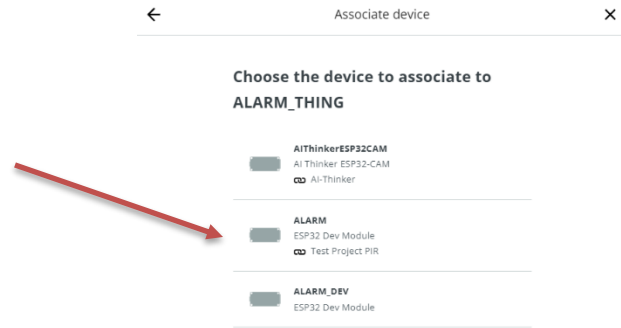 Associate device
Choose the device to associate to
ALARM_THING
AIThinkerESP32CAM
AI Thinker ESP32-CAM
AI-Thinker
ALARM
ESP32 Dev Module
Test Project PIR
ALARM_DEV
ESP32 Dev Module